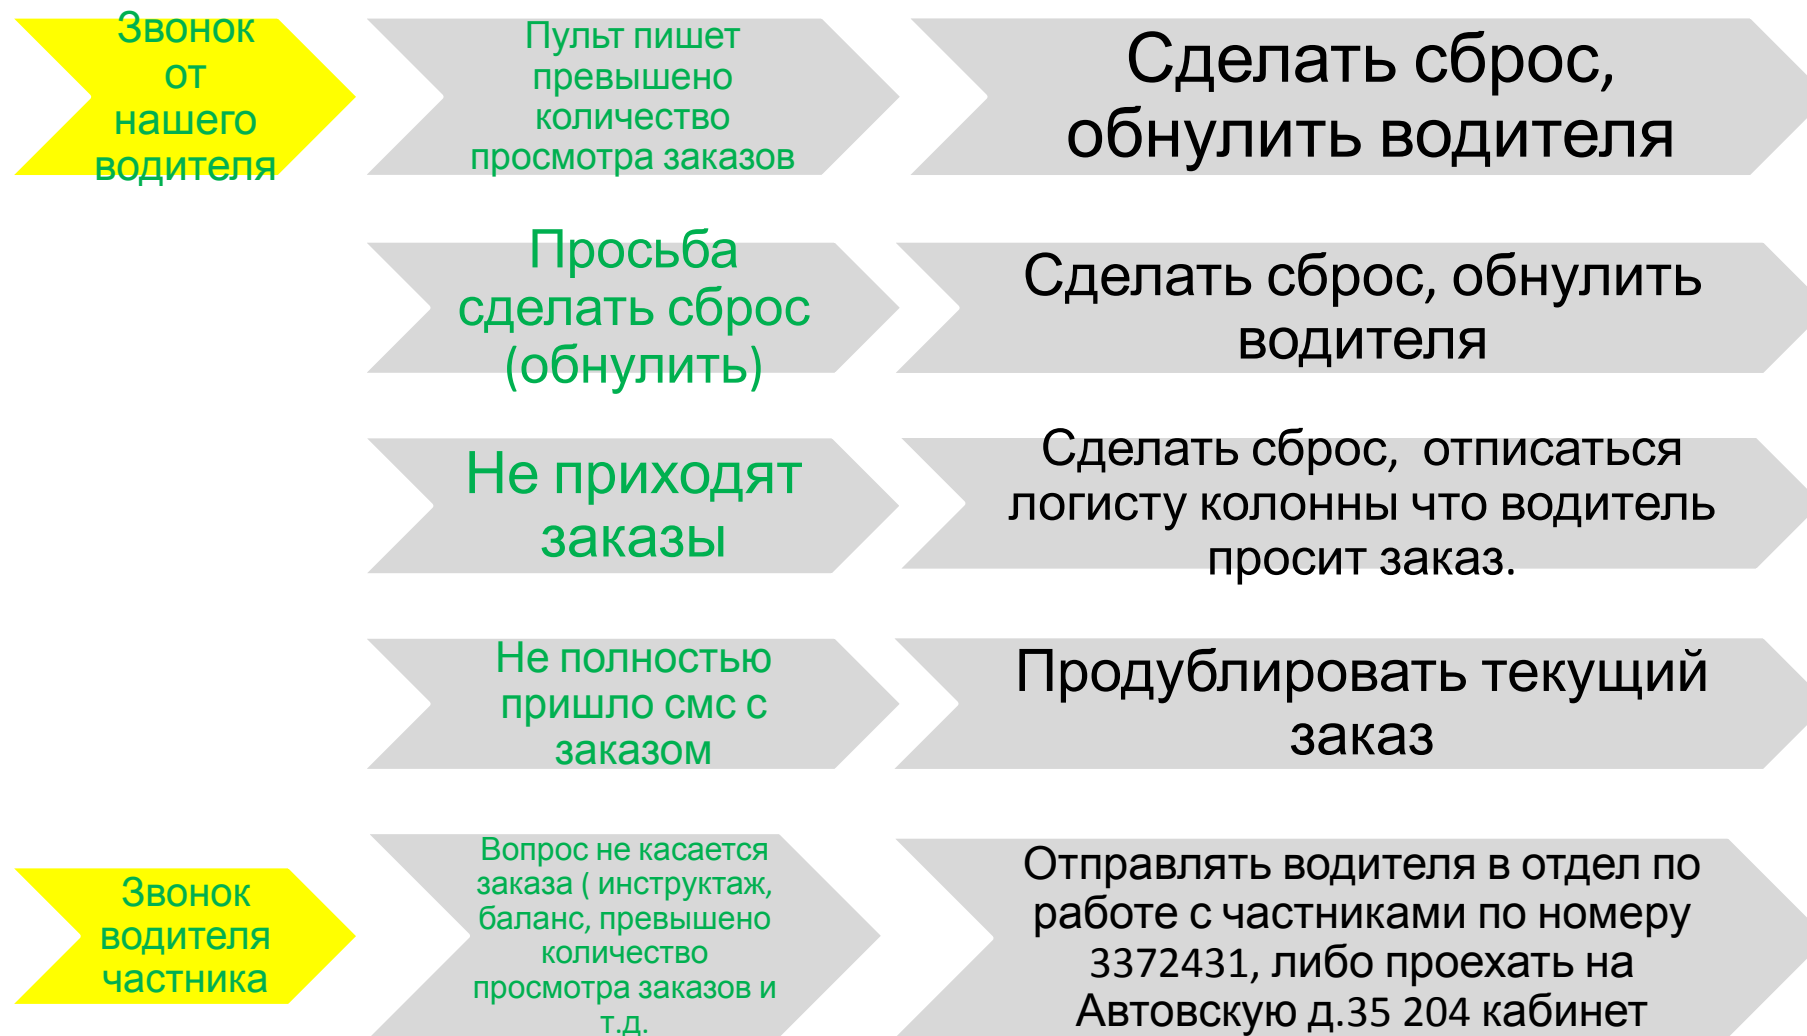 Звонок
от
нашего
водителя
Пульт пишет
превышено
количество
просмотра заказов
Сделать сброс,
обнулить водителя
Просьба
сделать сброс
(обнулить)
Сделать сброс, обнулить
водителя
Не приходят
заказы
Сделать сброс,  отписаться
логисту колонны что водитель
просит заказ.
Не полностью
пришло смс с
заказом
Продублировать текущий
заказ
Звонок
водителя
частника
Вопрос не касается
заказа ( инструктаж,
баланс, превышено
количество
просмотра заказов и
т.д.
Отправлять водителя в отдел по
работе с частниками по номеру
3372431, либо проехать на
Автовскую д.35 204 кабинет